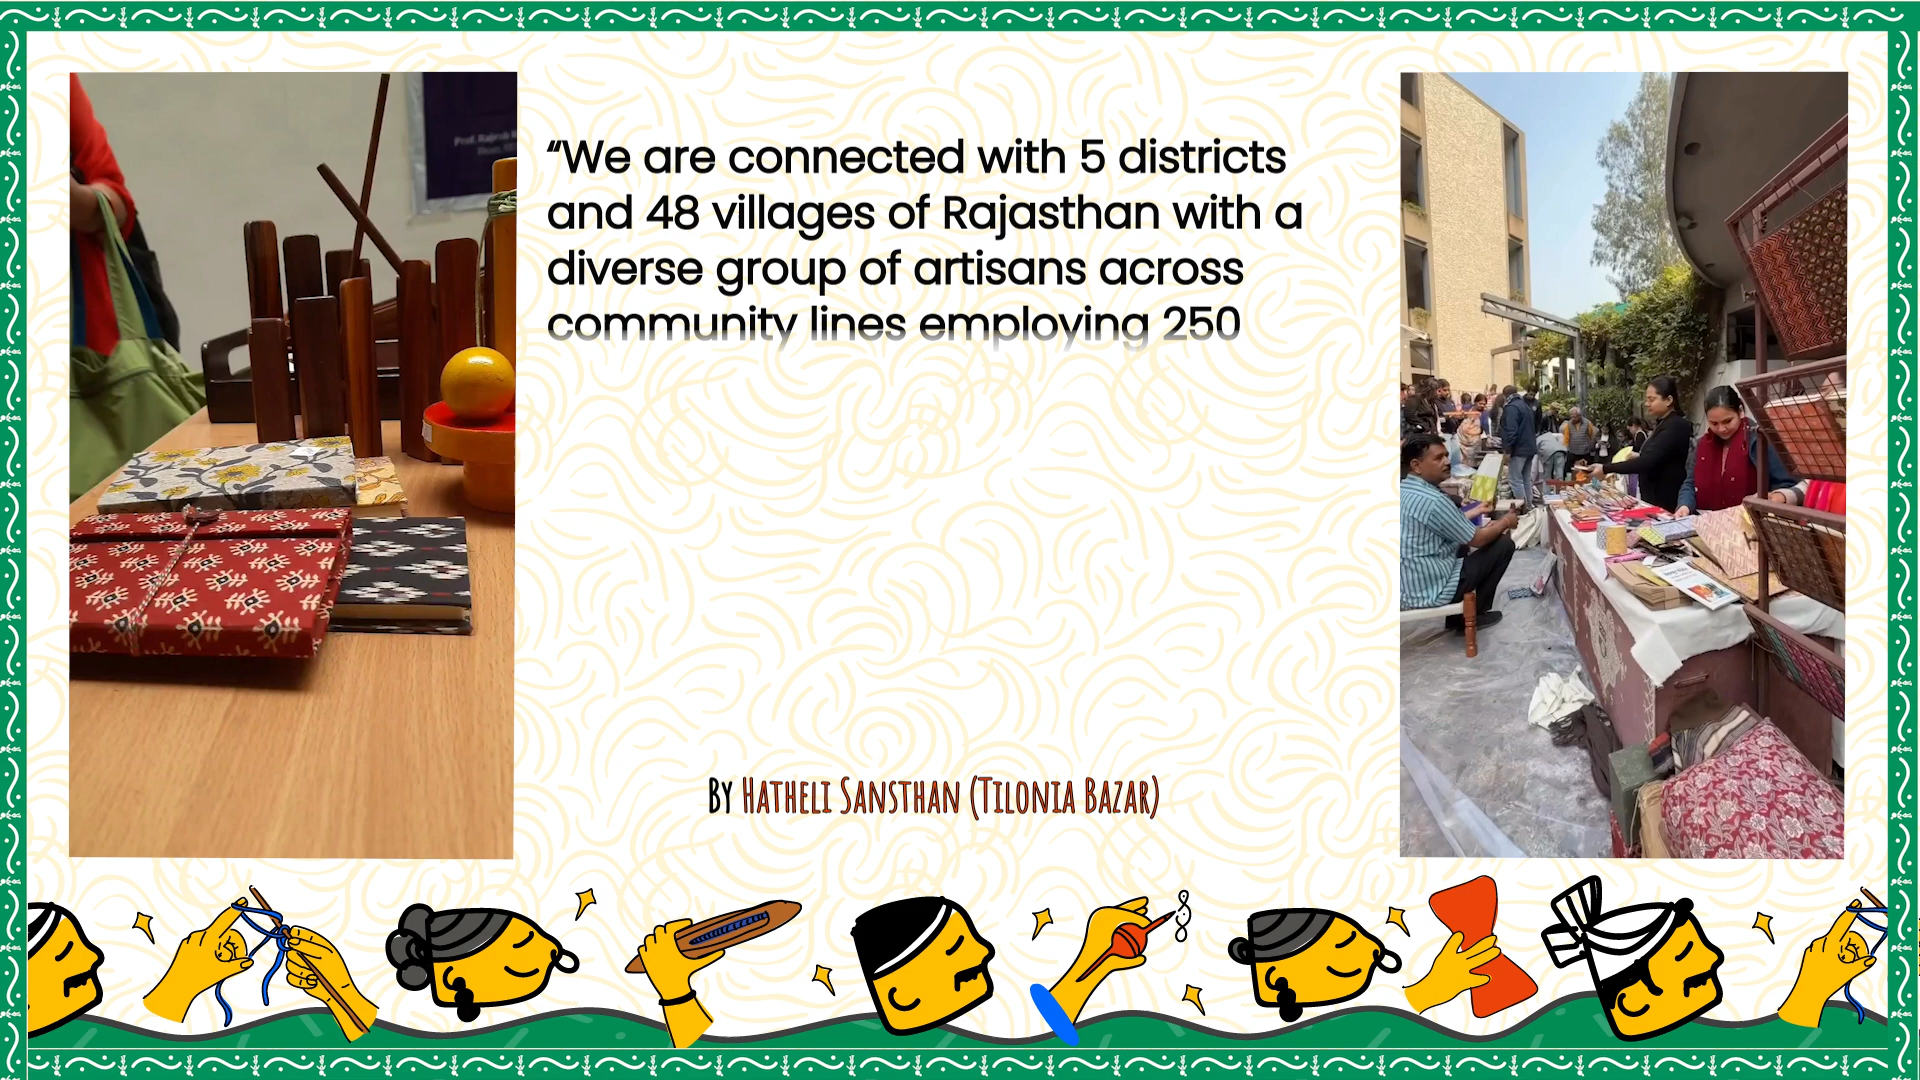 “We are connected with 5 districts
and 48 villages of Rajasthan with a
diverse group of artisans across
community lines employing 250
By Hatheli Sansthan (Tilonia Bazar)